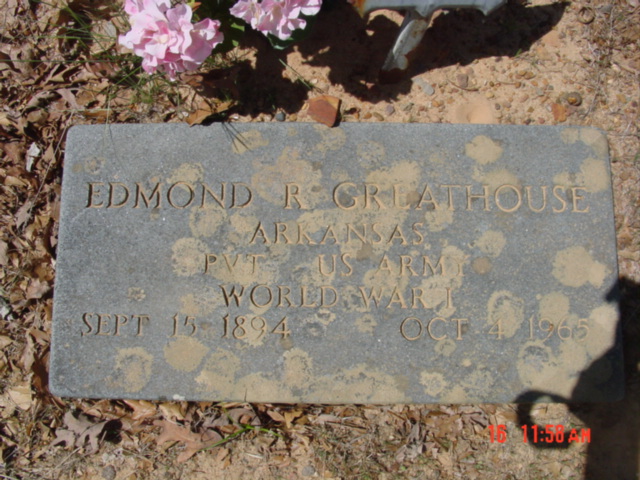 EDMOND R GREATHOUSE
ARKANSAS
PVT US ARMY
WORLD WAR I
SEPT 15 1894 OCT 4 1965
16 11:58 AM